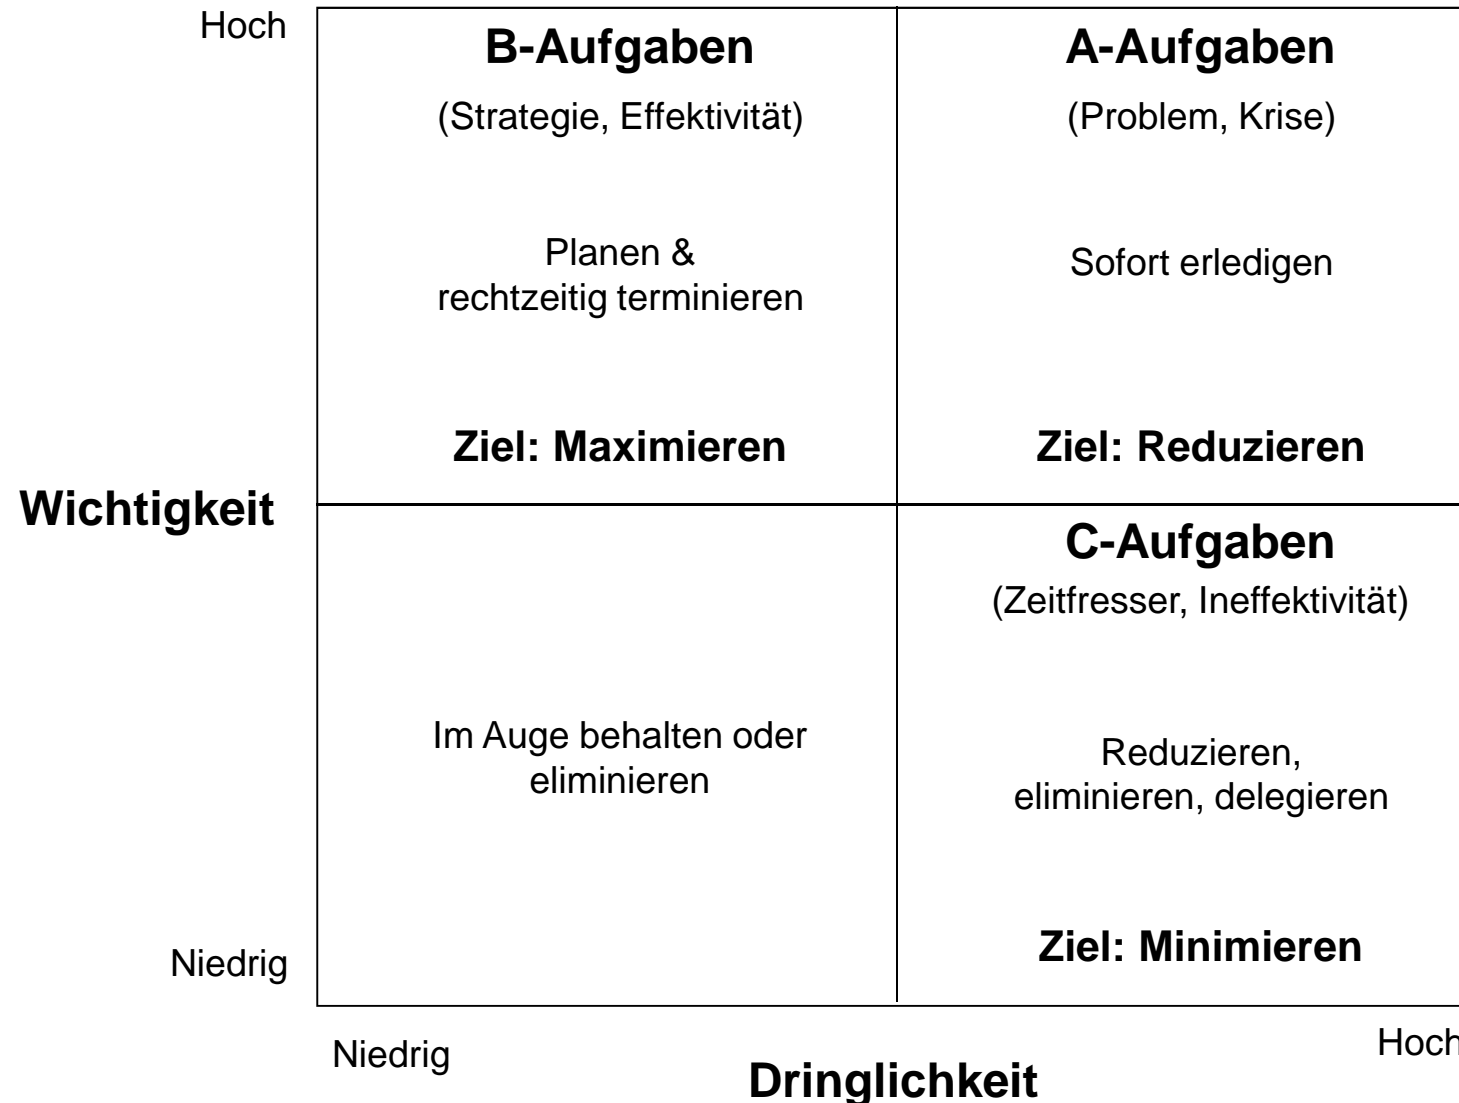 Hoch
B-Aufgaben
(Strategie, Effektivität)
Planen &
rechtzeitig terminieren
Ziel: Maximieren
A-Aufgaben
(Problem, Krise)
Sofort erledigen
Ziel: Reduzieren
Wichtigkeit
Im Auge behalten oder
eliminieren
C-Aufgaben
(Zeitfresser, Ineffektivität)
Reduzieren,
eliminieren, delegieren
Ziel: Minimieren
Niedrig
Niedrig
Dringlichkeit
Hoch